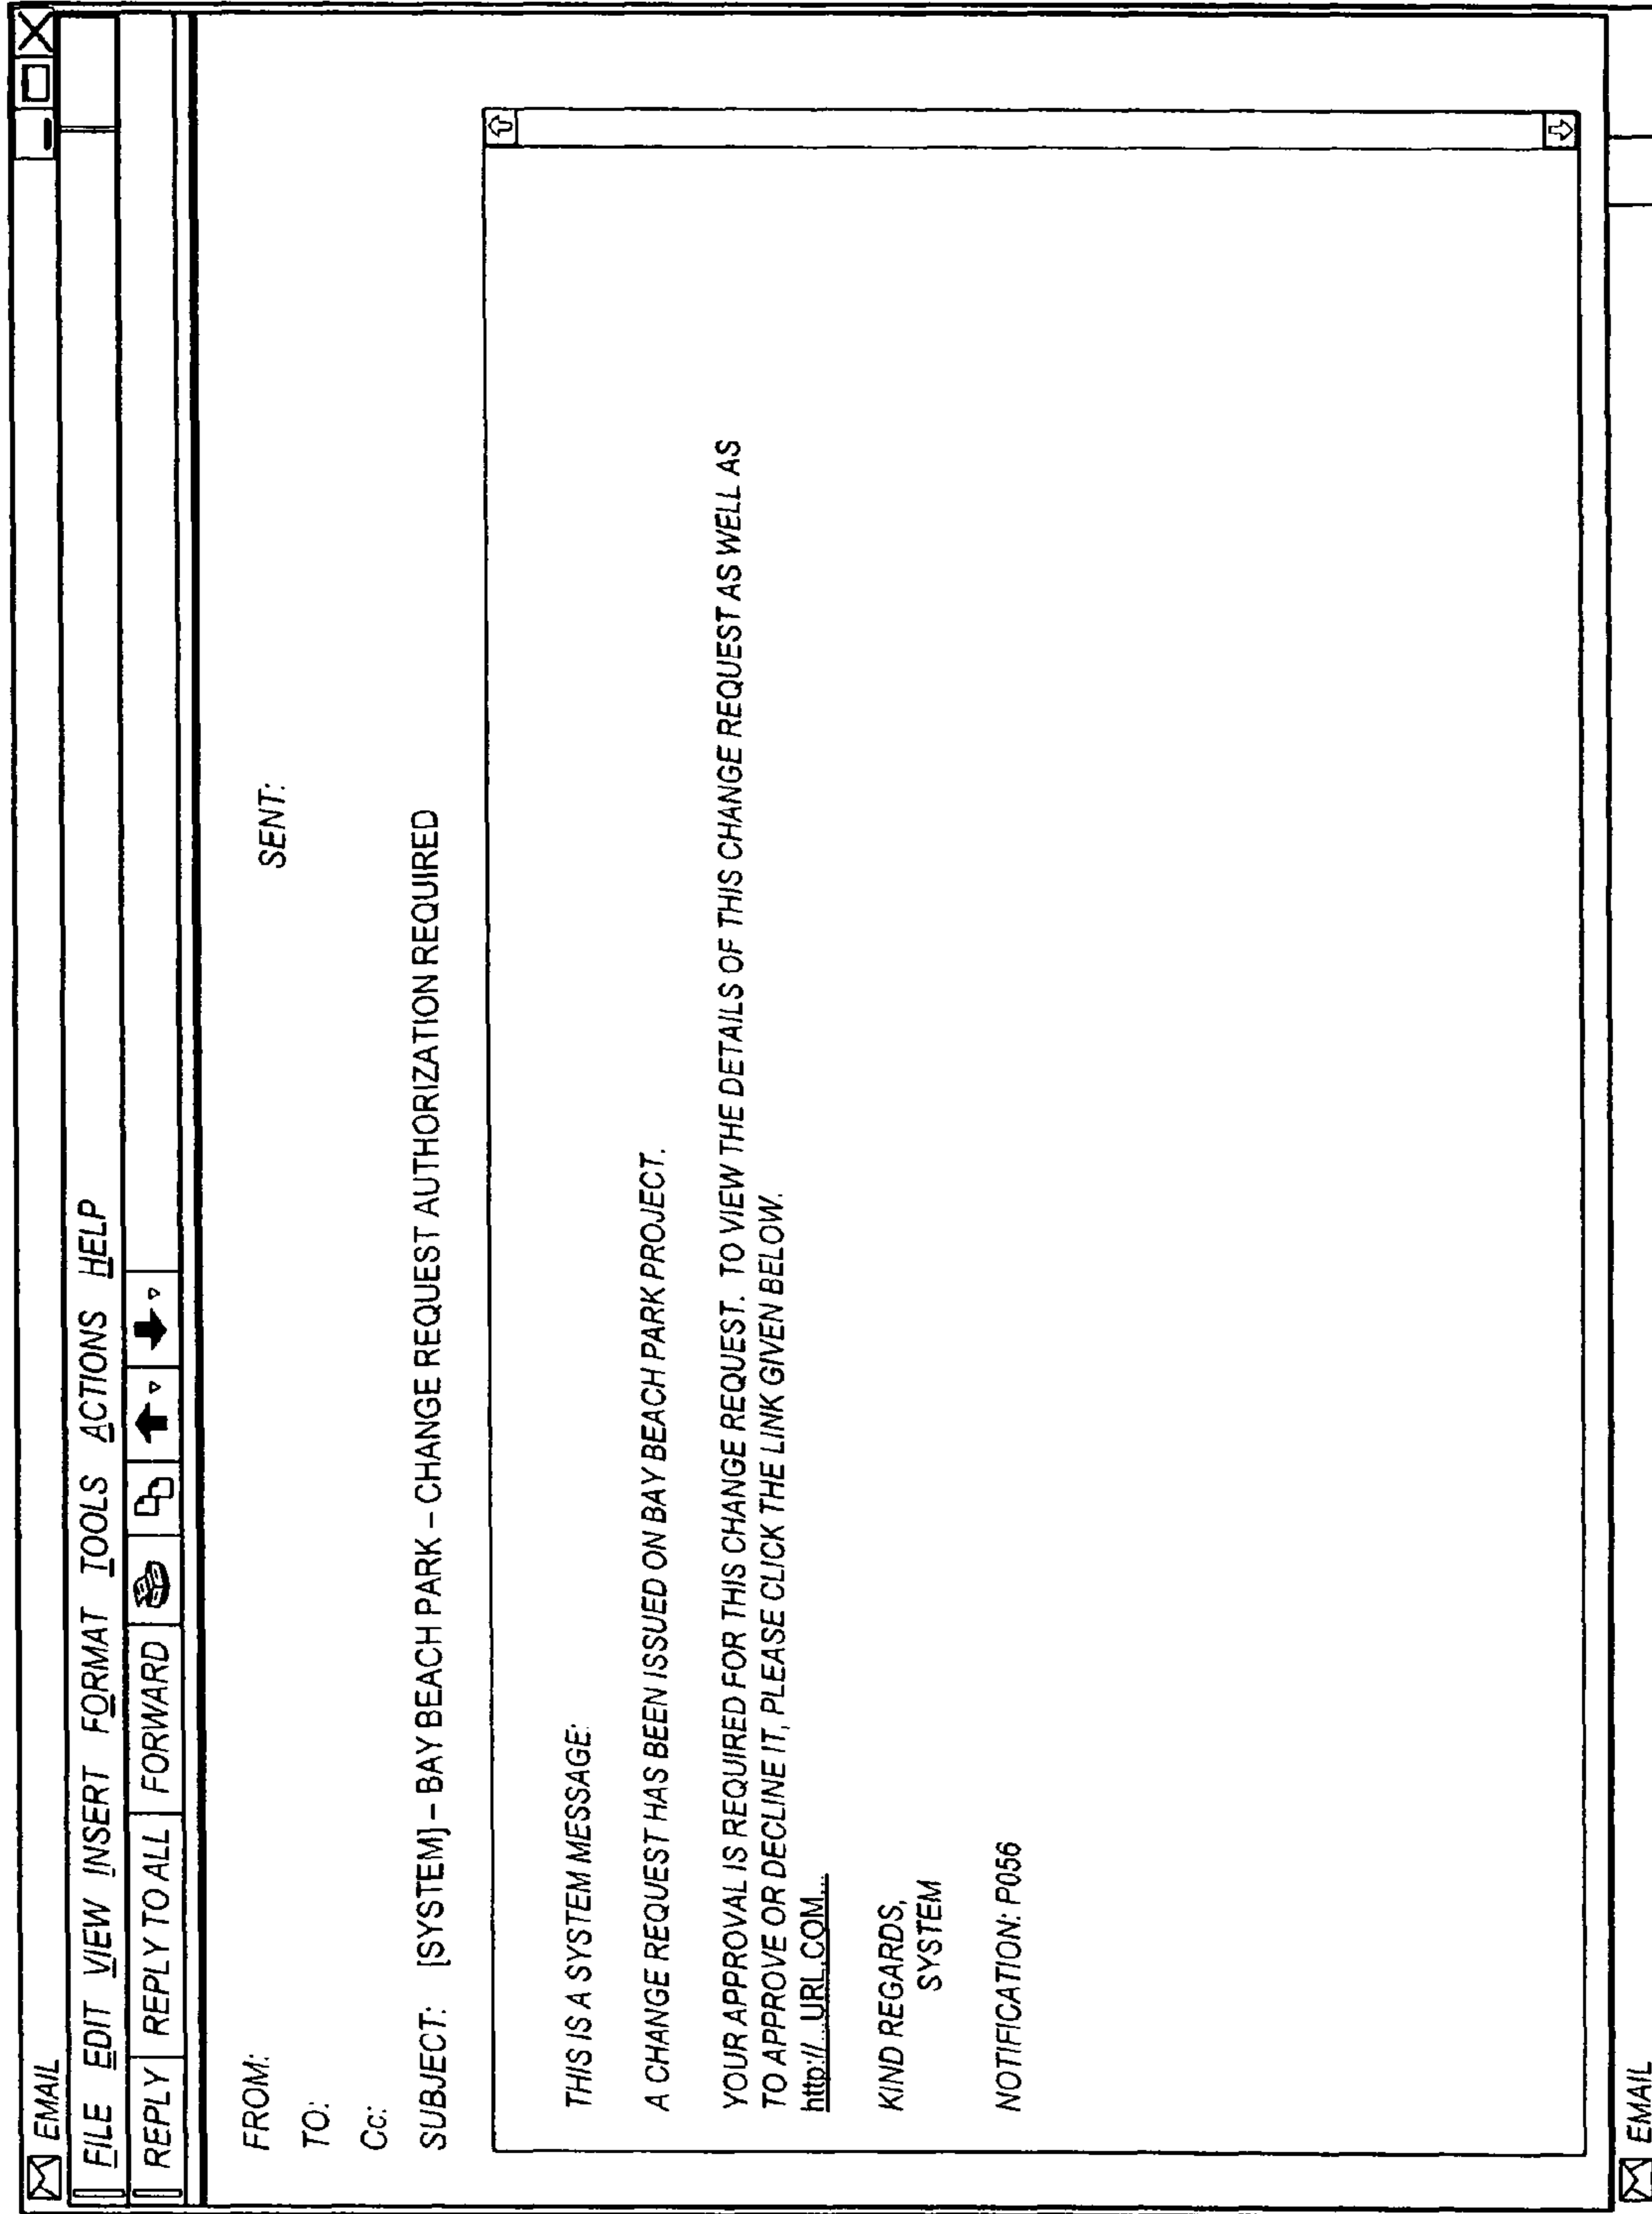 EMAIL
FILE EDIT VIEW INSERT FORMAT TOOLS ACTIONS HELP
REPLY REPLY TO ALL FORWARD
FROM: SENT:
TO:
Cc:
SUBJECT: [SYSTEM] – BAY BEACH PARK – CHANGE REQUEST AUTHORIZATION REQUIRED
THIS IS A SYSTEM MESSAGE:
A CHANGE REQUEST HAS BEEN ISSUED ON BAY BEACH PARK PROJECT.
YOUR APPROVAL IS REQUIRED FOR THIS CHANGE REQUEST. TO VIEW THE DETAILS OF THIS CHANGE REQUEST AS WELL AS
TO APPROVE OR DECLINE IT, PLEASE CLICK THE LINK GIVEN BELOW.
http://...URL.COM...
KIND REGARDS,
SYSTEM
NOTIFICATION: P056
EMAIL